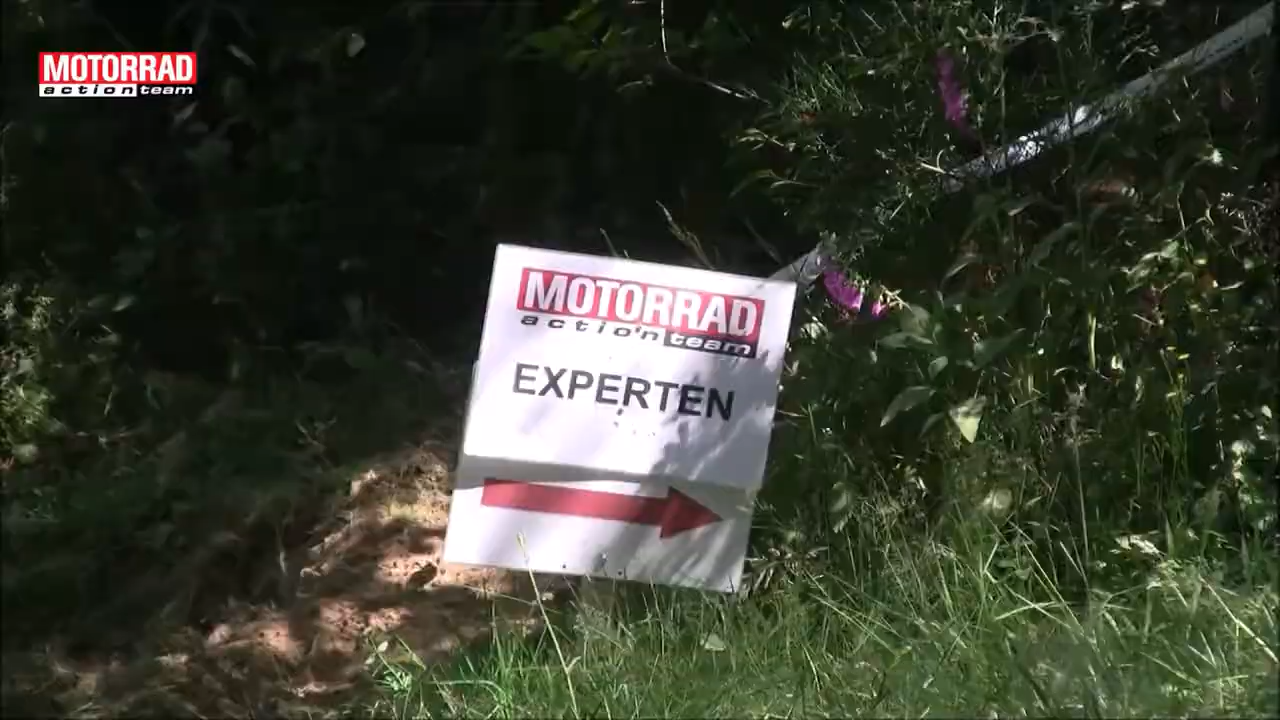 MOTORRAD
action team
MOTORRAD
action team
EXPERTEN